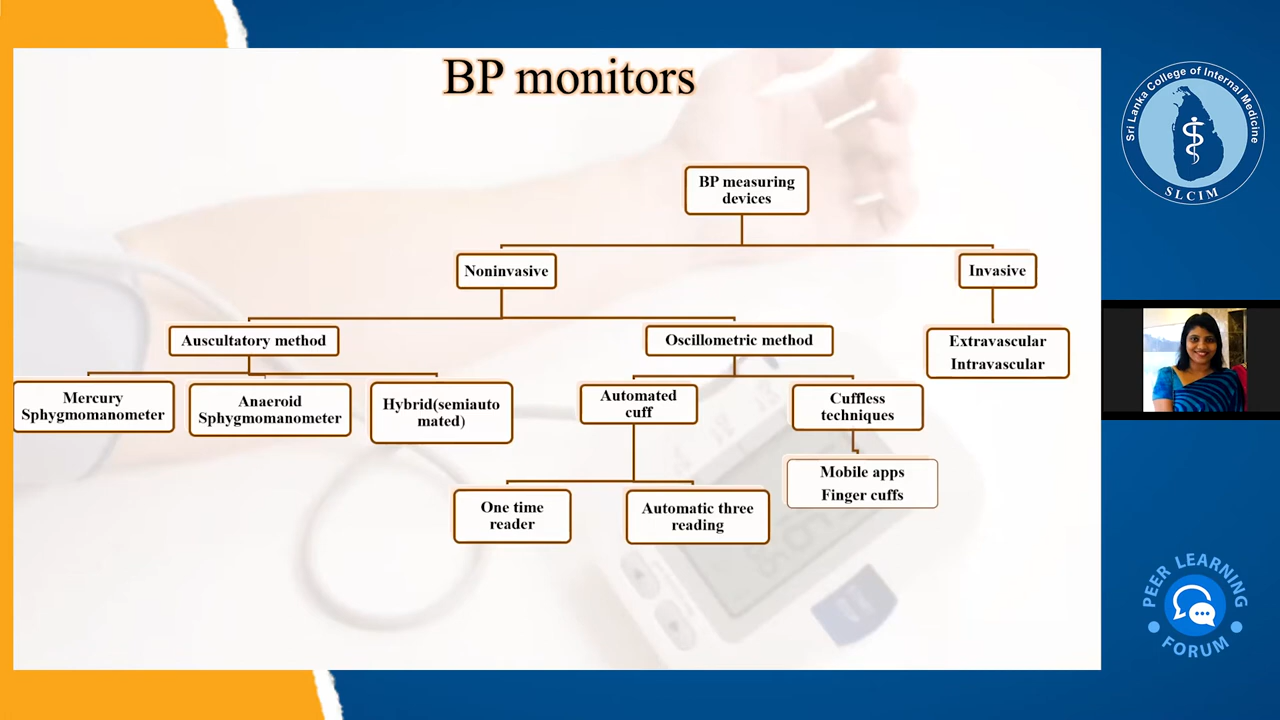 BP monitors
BP measuring
devices
Noninvasive
Invasive
Auscultatory method
Oscillometric method
Extravascular
Intravascular
Mercury
Sphygmomanometer
Anaeroid
Sphygmomanometer
Hybrid(semiauto
mated)
Automated
cuff
Cuffless
techniques
Mobile apps
Finger cuffs
One time
reader
Automatic three
reading
Sri Lanka College of Internal Medicine
SLCIM
PEER LEARNING
FORUM